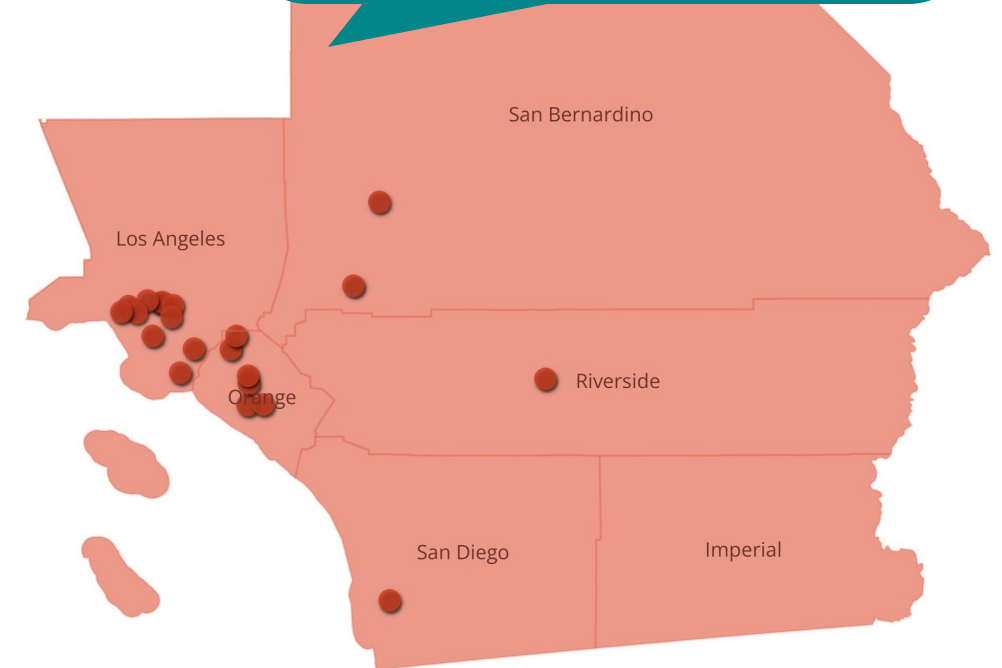 San Bernardino
Los Angeles
Riverside
Orange
San Diego
Imperial